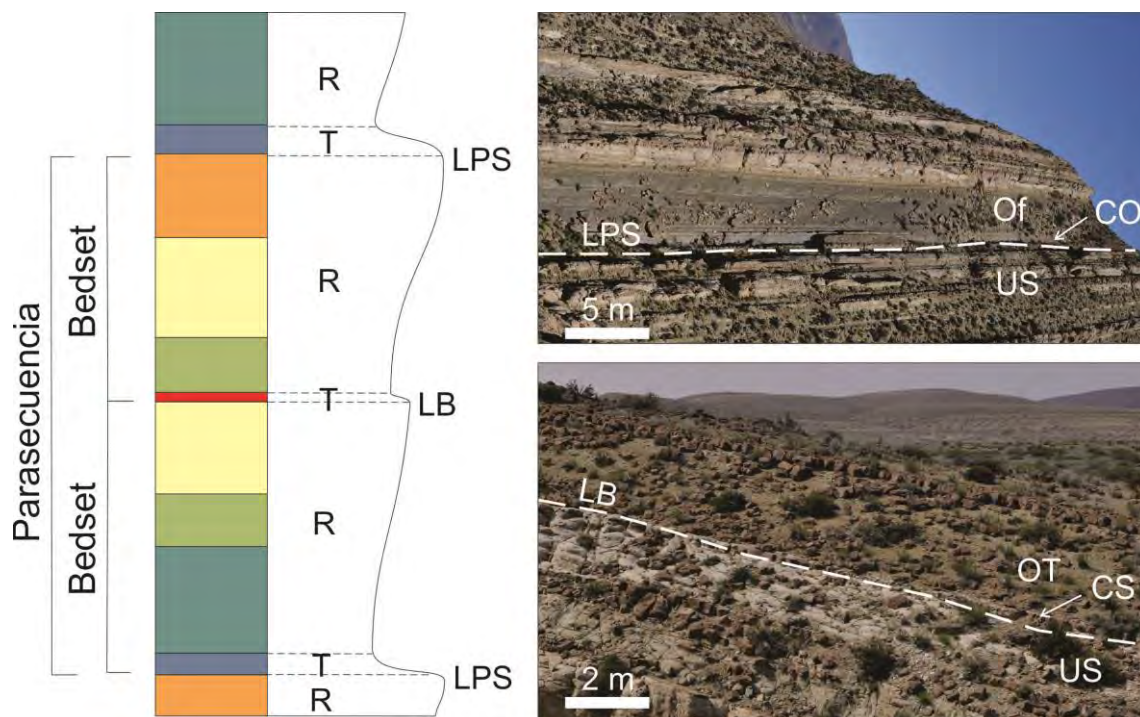 R
T
LPS
R
T
LB
R
T
LPS
R
Parasecuencia
Bedset
Bedset
LPS
Of
CO
US
5 m
LB
OT
CS
US
2 m